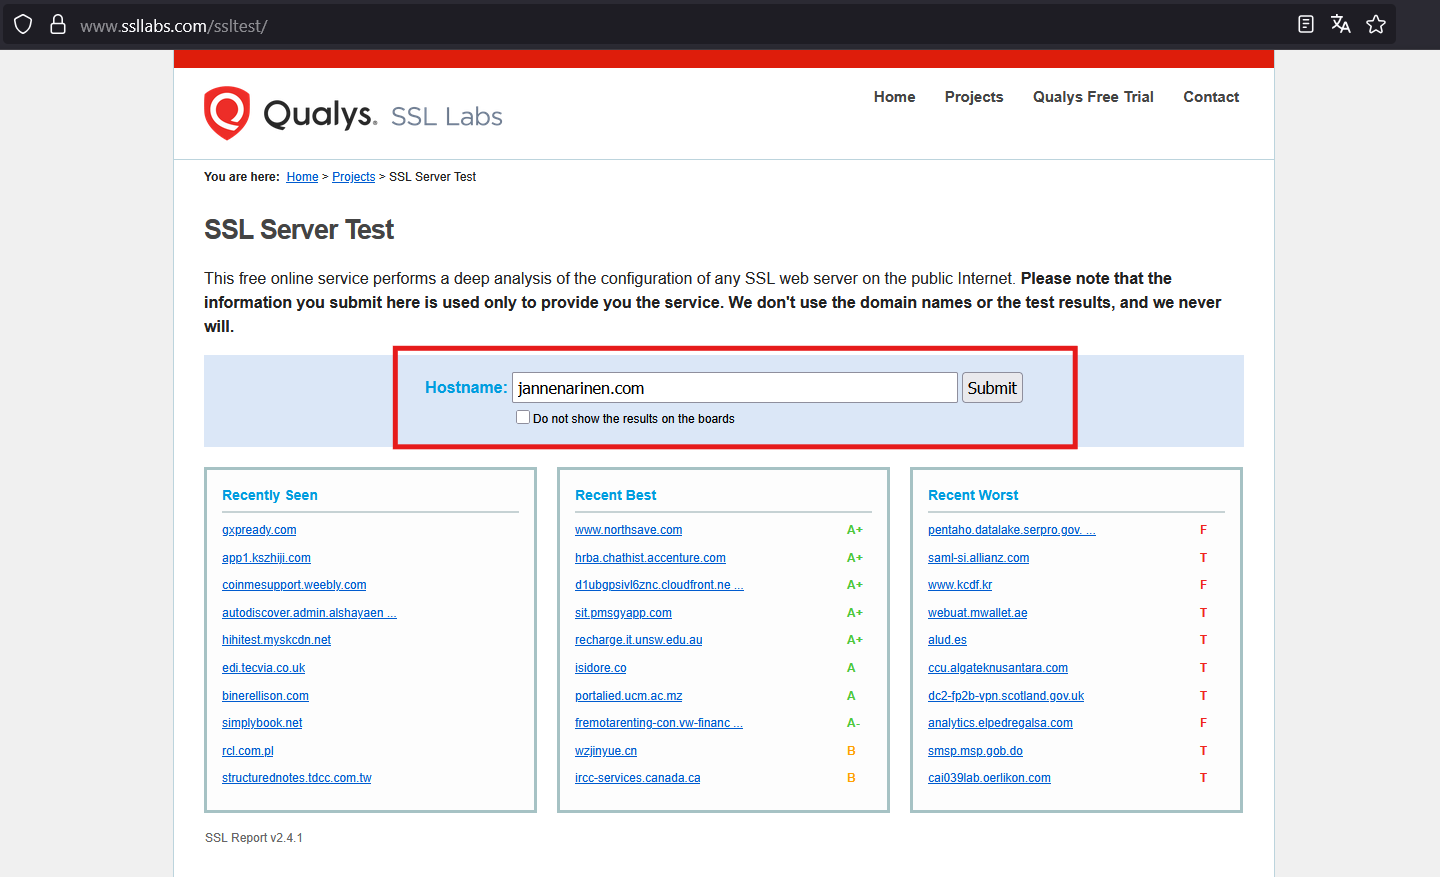 www.ssllabs.com/ssltest/
Qualys. SSL Labs
Home Projects Qualys Free Trial Contact
You are here: Home > Projects > SSL Server Test
SSL Server Test
This free online service performs a deep analysis of the configuration of any SSL web server on the public Internet. Please note that the
information you submit here is used only to provide you the service. We don't use the domain names or the test results, and we never
will.
Hostname: jannenarinen.com Submit
Do not show the results on the boards
Recently Seen
gxpready.com
app1.kszhiji.com
coinmesupport.weebly.com
autodiscover.admin.alshayaen ...
hihitest.myskcdn.net
edi.tecvia.co.uk
binerellison.com
simplybook.net
rcl.com.pl
structurednotes.tdcc.com.tw
Recent Best
www.northsave.com A+
hrba.chathist.accenture.com A+
d1ubgpsivl6znc.cloudfront.ne ... A+
sit.pmsgyapp.com A+
recharge.it.unsw.edu.au A+
isidore.co A
portalied.ucm.ac.mz A
fremotarenting-con.vw-financ ... A-
wzjinyue.cn B
ircc-services.canada.ca B
Recent Worst
pentaho.datalake.serpro.gov. ... F
saml-si.allianz.com T
www.kcdf.kr F
webuat.mwallet.ae T
alud.es T
ccu.algateknusantara.com T
dc2-fp2b-vpn.scotland.gov.uk T
analytics.elpedregalsa.com F
smsp.msp.gob.do T
cai039lab.oerlikon.com T
SSL Report v2.4.1